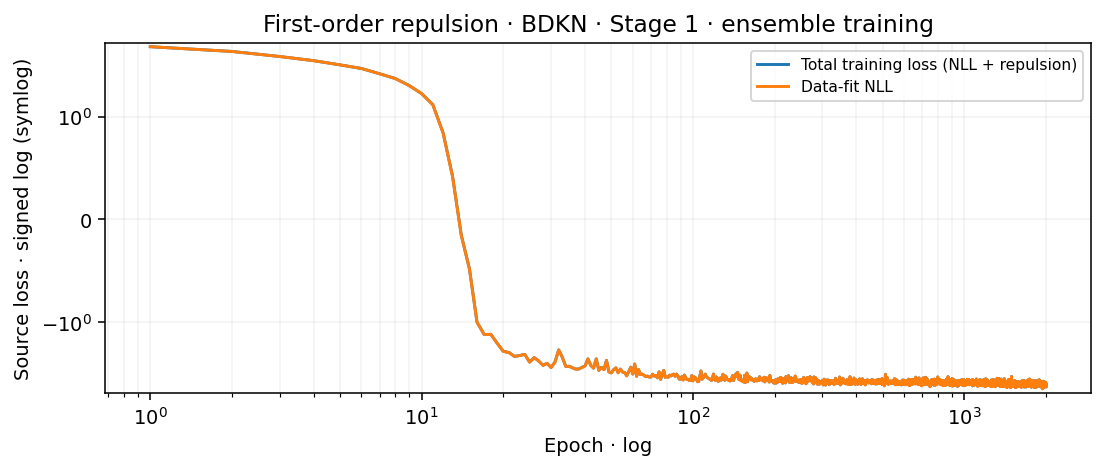 First-order repulsion · BDKN · Stage 1 · ensemble training
Total training loss (NLL + repulsion)
Data-fit NLL
Source loss · signed log (symlog)
10⁰
0
−10⁰
10⁰
10¹
10²
10³
Epoch · log